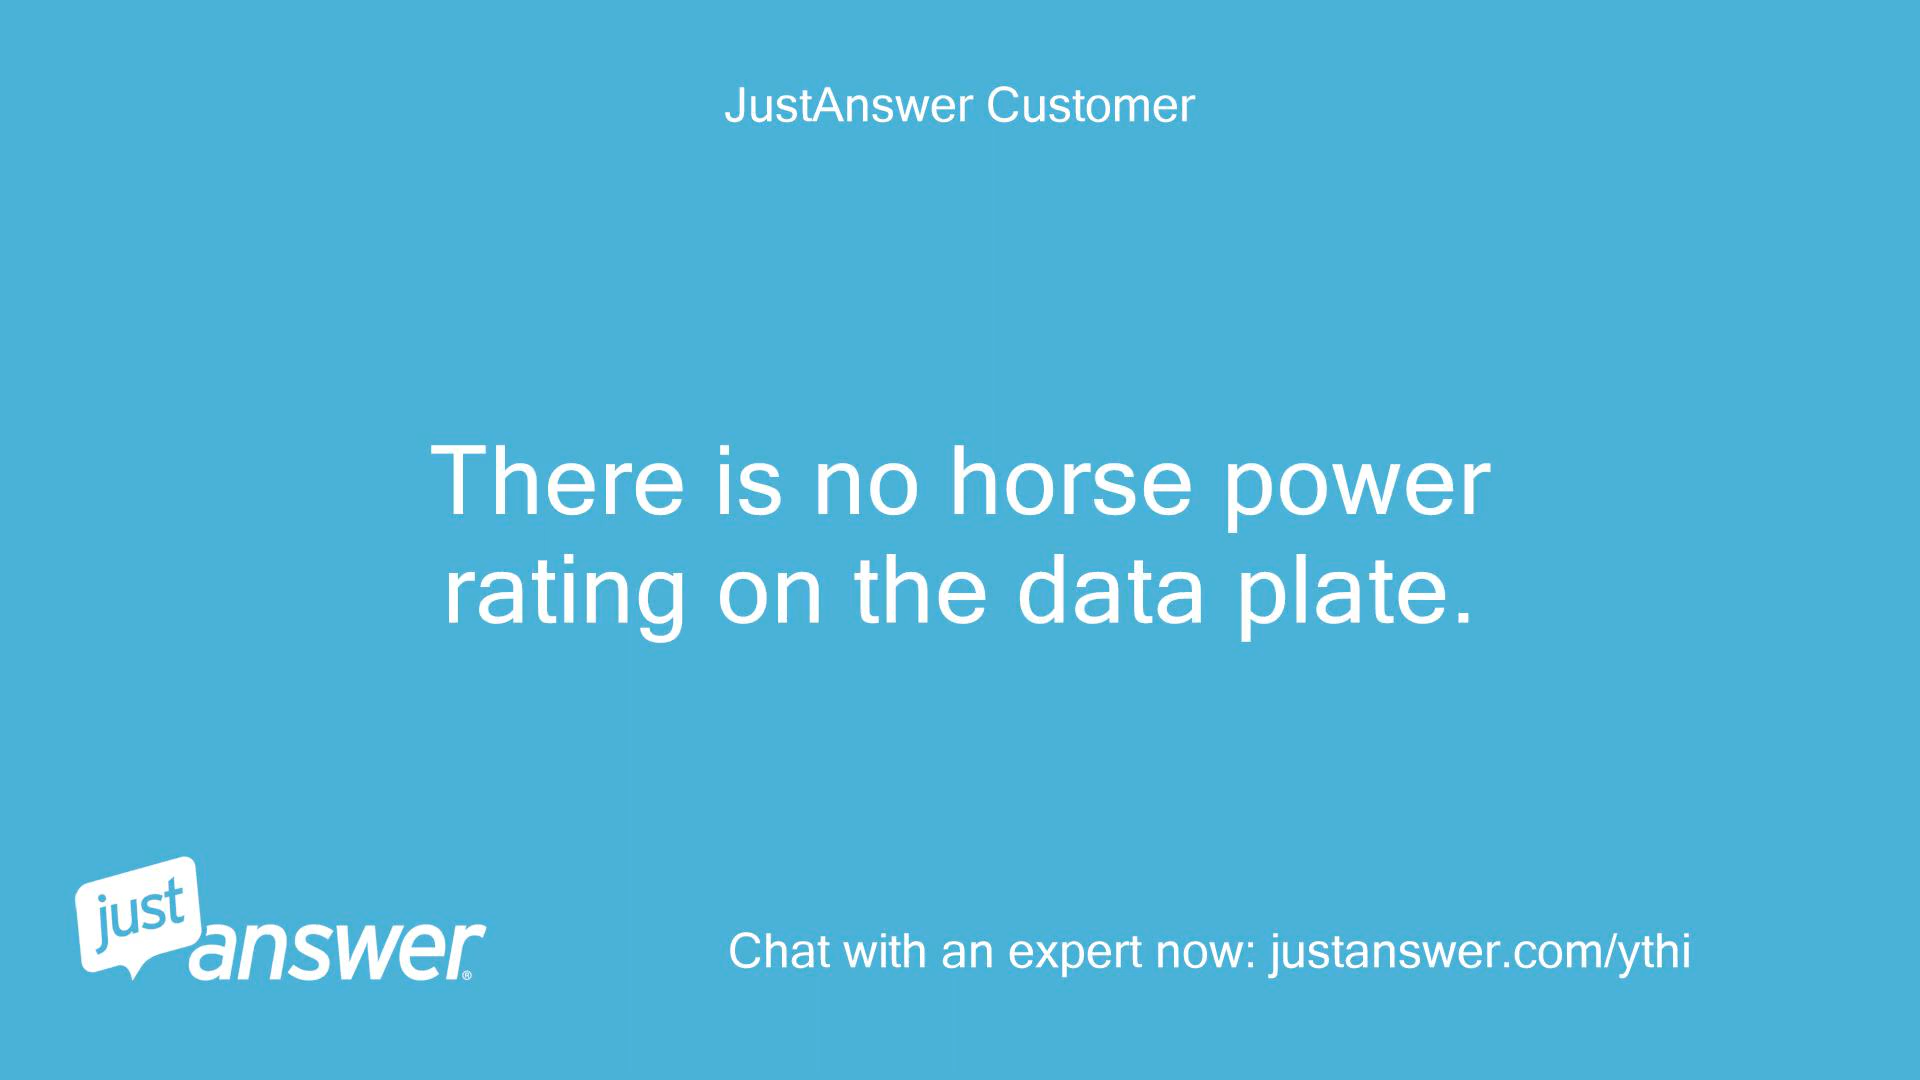 JustAnswer Customer
There is no horse power
rating on the data plate.
just
answer®
Chat with an expert now: justanswer.com/ythi